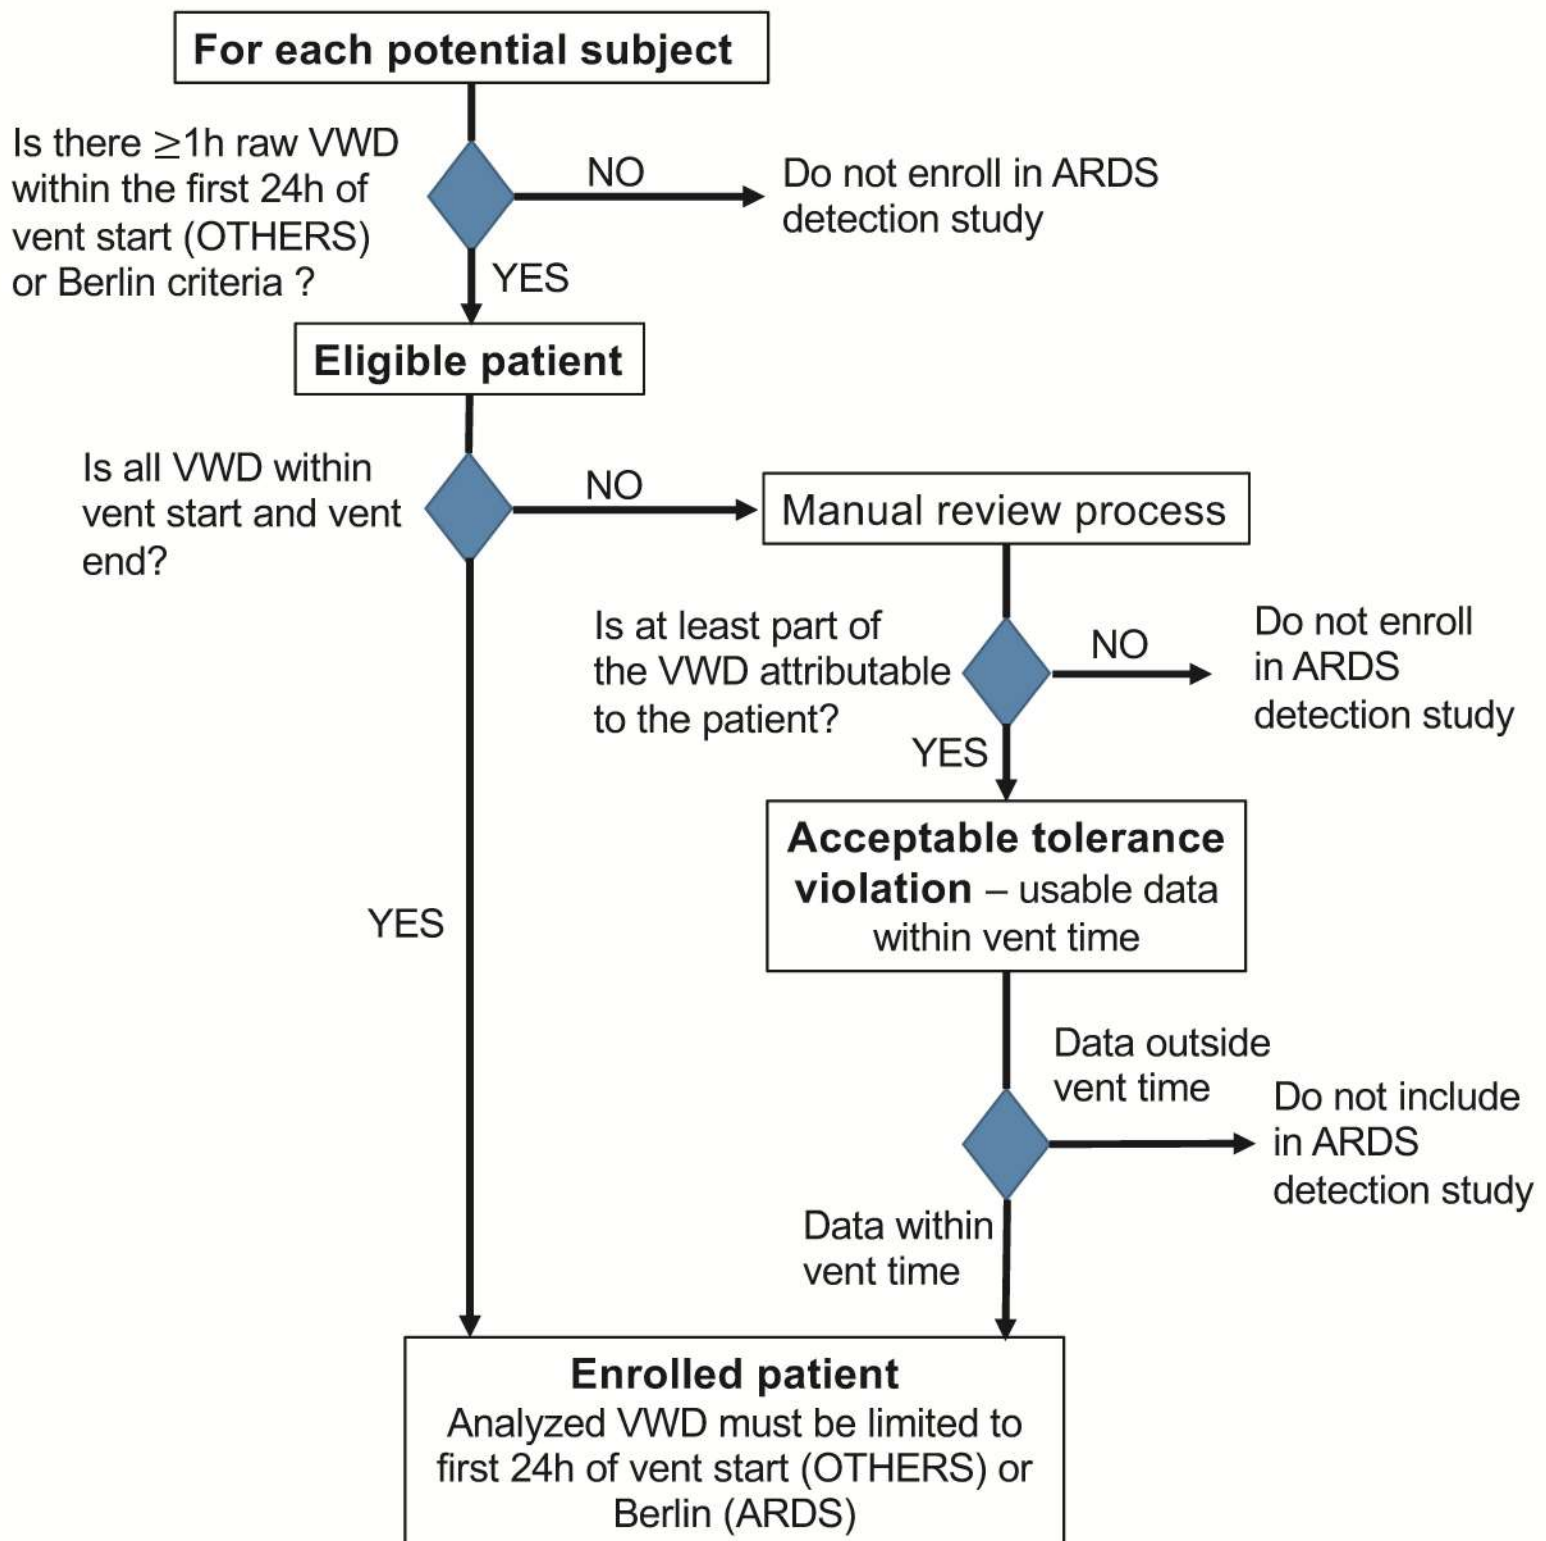 For each potential subject
Is there ≥1h raw VWD
within the first 24h of
vent start (OTHERS)
or Berlin criteria ?
NO
Do not enroll in ARDS
detection study
YES
Eligible patient
Is all VWD within
vent start and vent
end?
NO
Manual review process
Is at least part of
the VWD attributable
to the patient?
NO
Do not enroll
in ARDS
detection study
YES
Acceptable tolerance
violation – usable data
within vent time
YES
Data outside
vent time
Do not include
in ARDS
detection study
Data within
vent time
Enrolled patient
Analyzed VWD must be limited to
first 24h of vent start (OTHERS) or
Berlin (ARDS)